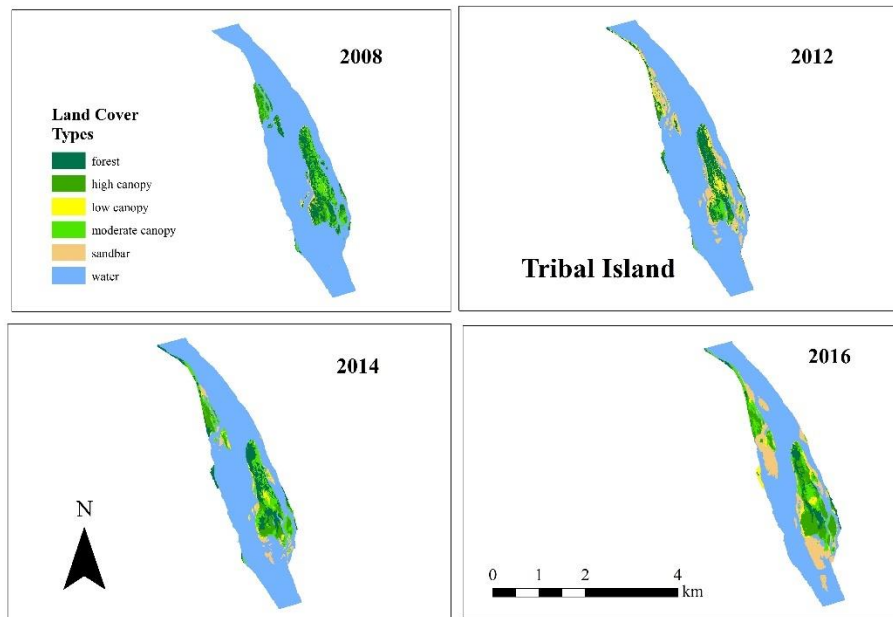 2008
Land Cover
Types
forest
high canopy
low canopy
moderate canopy
sandbar
water
2012
Tribal Island
2014
N
2016
0 1 2 4
km